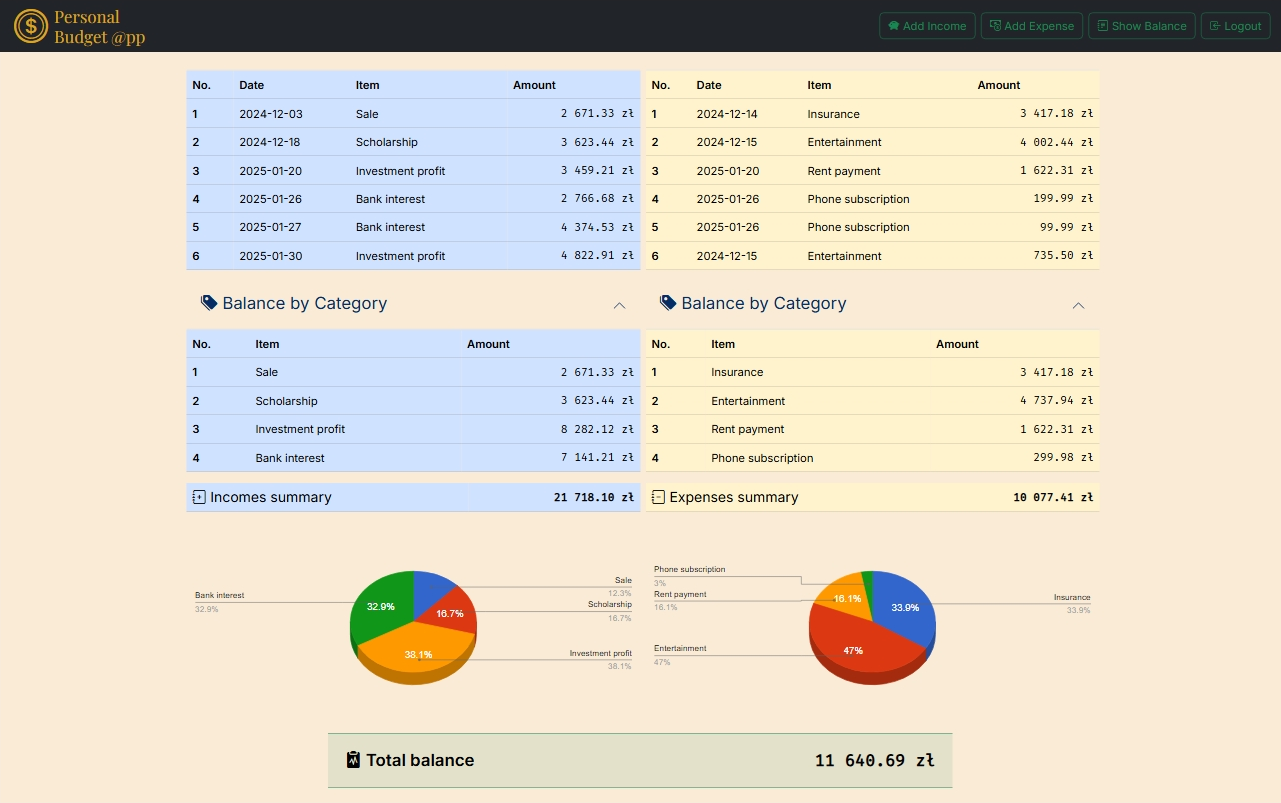 Personal
Budget @pp
Add Income Add Expense Show Balance Logout
No. Date Item Amount
1 2024-12-03 Sale 2 671.33 zł
2 2024-12-18 Scholarship 3 623.44 zł
3 2025-01-20 Investment profit 3 459.21 zł
4 2025-01-26 Bank interest 2 766.68 zł
5 2025-01-27 Bank interest 4 374.53 zł
6 2025-01-30 Investment profit 4 822.91 zł
No. Date Item Amount
1 2024-12-14 Insurance 3 417.18 zł
2 2024-12-15 Entertainment 4 002.44 zł
3 2025-01-20 Rent payment 1 622.31 zł
4 2025-01-26 Phone subscription 199.99 zł
5 2025-01-26 Phone subscription 99.99 zł
6 2024-12-15 Entertainment 735.50 zł
Balance by Category
No. Item Amount
1 Sale 2 671.33 zł
2 Scholarship 3 623.44 zł
3 Investment profit 8 282.12 zł
4 Bank interest 7 141.21 zł
Incomes summary 21 718.10 zł
Balance by Category
No. Item Amount
1 Insurance 3 417.18 zł
2 Entertainment 4 737.94 zł
3 Rent payment 1 622.31 zł
4 Phone subscription 299.98 zł
Expenses summary 10 077.41 zł
Bank interest
32.9%
32.9%
16.7%
38.1%
Sale
12.3%
Scholarship
16.7%
Investment profit
38.1%
Phone subscription
3%
Rent payment
16.1%
Entertainment
47%
16.1%
33.9%
47%
Insurance
33.9%
Total balance 11 640.69 zł